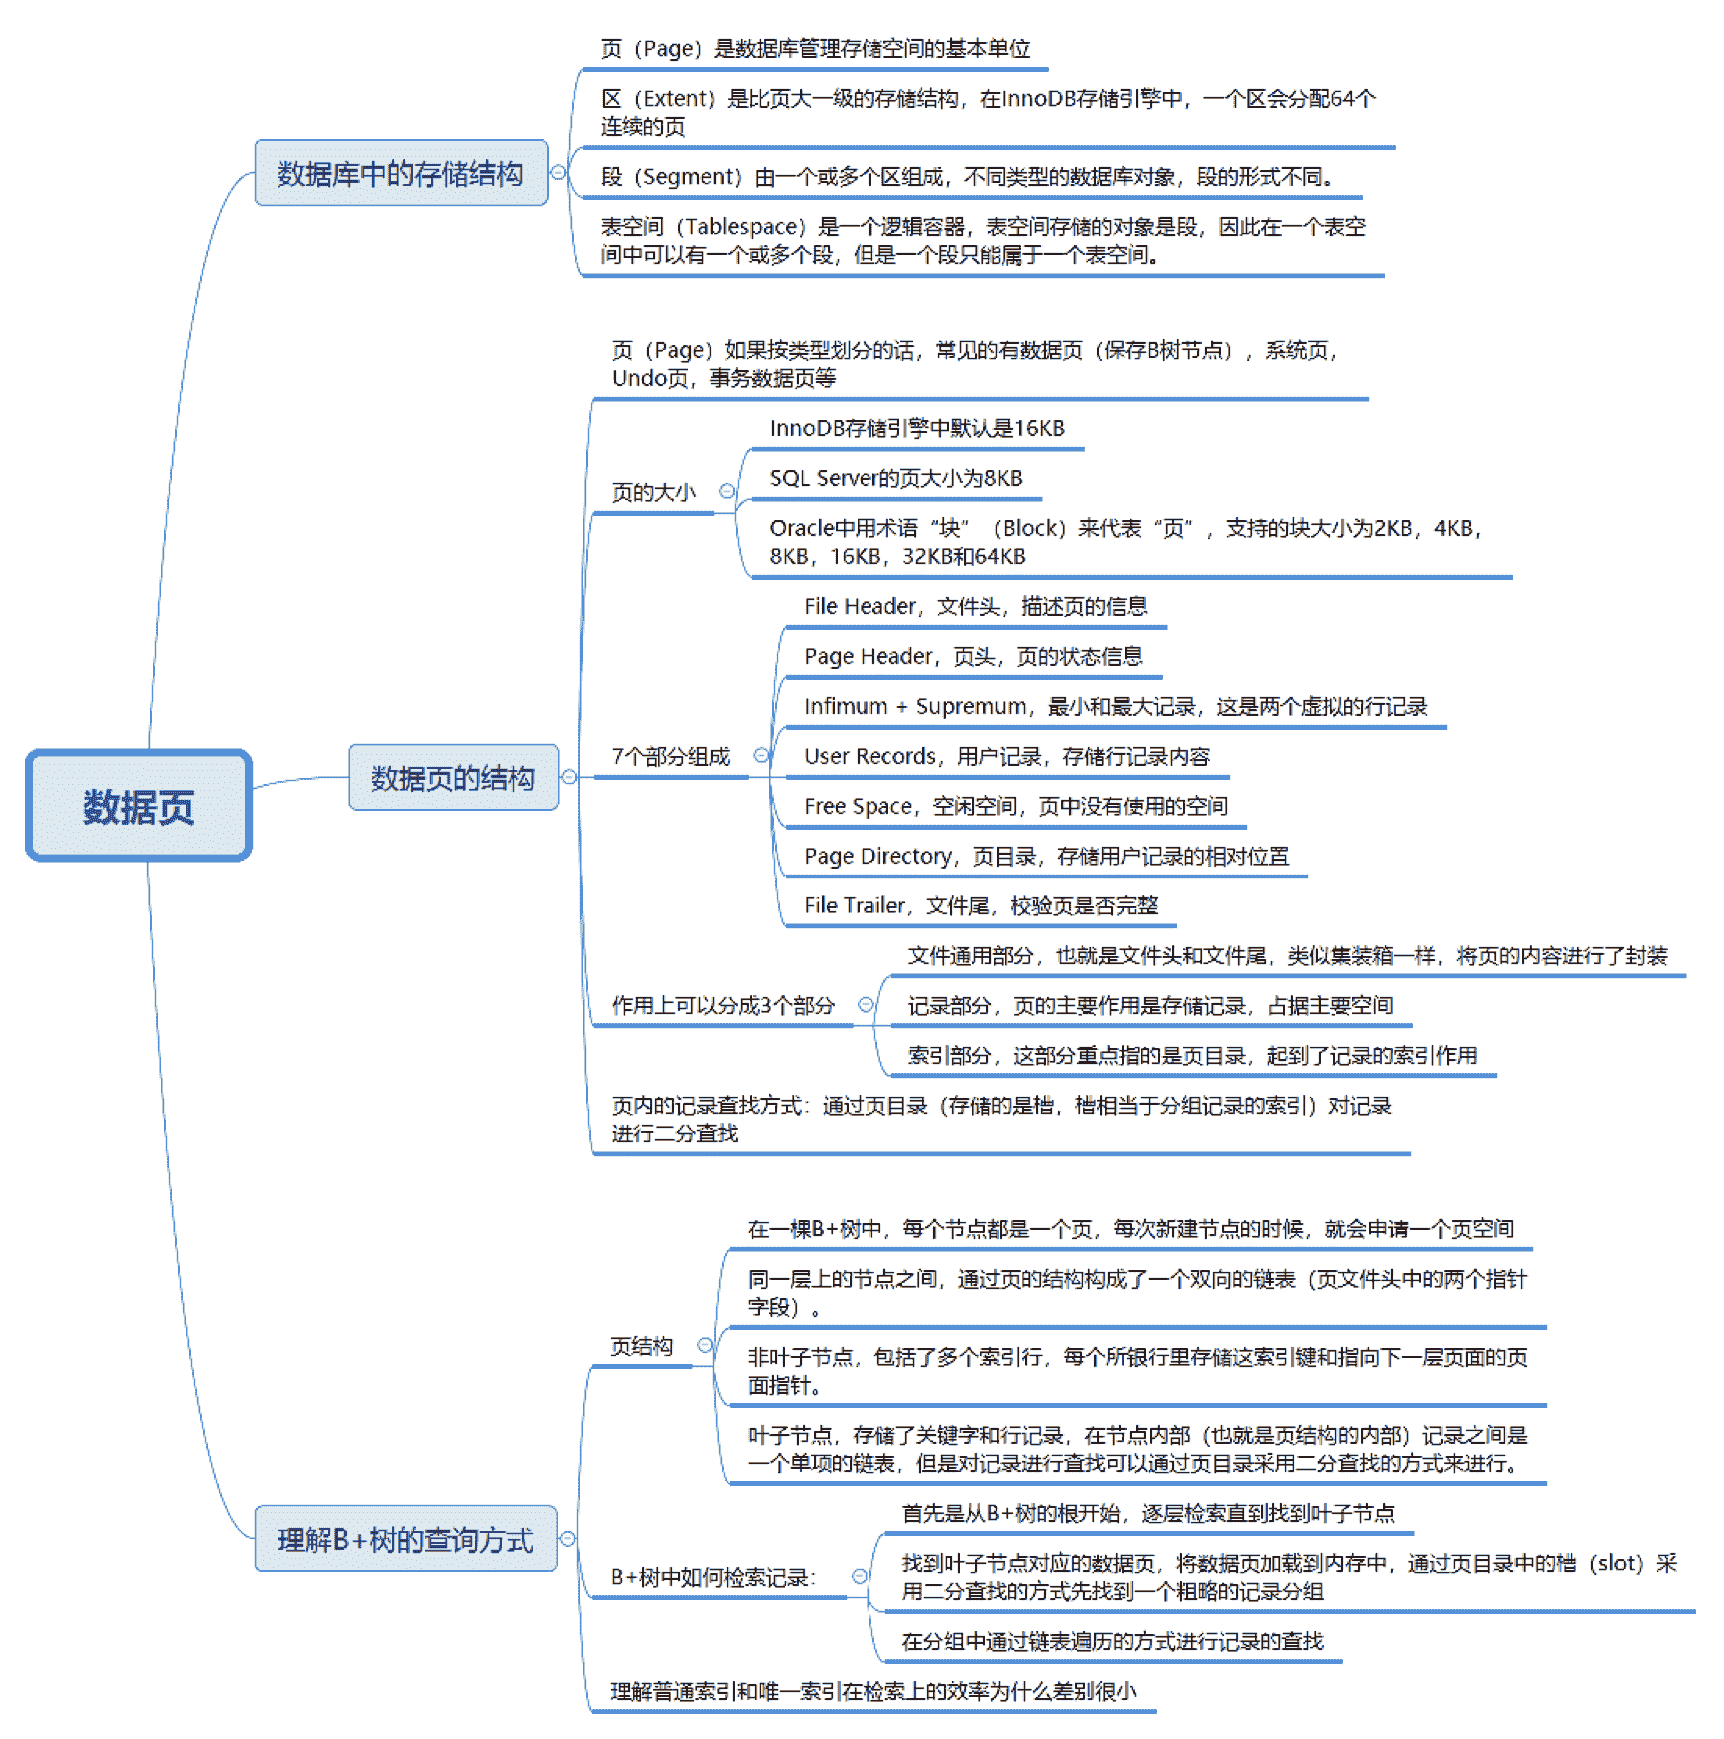 数据页
数据库中的存储结构
页（Page）是数据库管理存储空间的基本单位
区（Extent）是比页大一级的存储结构，在InnoDB存储引擎中，一个区会分配64个
连续的页
段（Segment）由一个或多个区组成，不同类型的数据库对象，段的形式不同。
表空间（Tablespace）是一个逻辑容器，表空间存储的对象是段，因此在一个表空
间中可以有一个或多个段，但是一个段只能属于一个表空间。
数据页的结构
页（Page）如果按类型划分的话，常见的有数据页（保存B树节点），系统页，
Undo页，事务数据页等
页的大小
InnoDB存储引擎中默认是16KB
SQL Server的页大小为8KB
Oracle中用术语“块”（Block）来代表“页”，支持的块大小为2KB，4KB，
8KB，16KB，32KB和64KB
7个部分组成
File Header，文件头，描述页的信息
Page Header，页头，页的状态信息
Infimum + Supremum，最小和最大记录，这是两个虚拟的行记录
User Records，用户记录，存储行记录内容
Free Space，空闲空间，页中没有使用的空间
Page Directory，页目录，存储用户记录的相对位置
File Trailer，文件尾，校验页是否完整
作用上可以分成3个部分
文件通用部分，也就是文件头和文件尾，类似集装箱一样，将页的内容进行了封装
记录部分，页的主要作用是存储记录，占据主要空间
索引部分，这部分重点指的是页目录，起到了记录的索引作用
页内的记录查找方式：通过页目录（存储的是槽，槽相当于分组记录的索引）对记录
进行二分查找
理解B+树的查询方式
页结构
在一棵B+树中，每个节点都是一个页，每次新建节点的时候，就会申请一个页空间
同一层上的节点之间，通过页的结构构成了一个双向的链表（页文件头中的两个指针
字段）。
非叶子节点，包括了多个索引行，每个所银行里存储这索引键和指向下一层页面的页
面指针。
叶子节点，存储了关键字和行记录，在节点内部（也就是页结构的内部）记录之间是
一个单项的链表，但是对记录进行查找可以通过页目录采用二分查找的方式来进行。
B+树中如何检索记录：
首先是从B+树的根开始，逐层检索直到找到叶子节点
找到叶子节点对应的数据页，将数据页加载到内存中，通过页目录中的槽（slot）采
用二分查找的方式先找到一个粗略的记录分组
在分组中通过链表遍历的方式进行记录的查找
理解普通索引和唯一索引在检索上的效率为什么差别很小